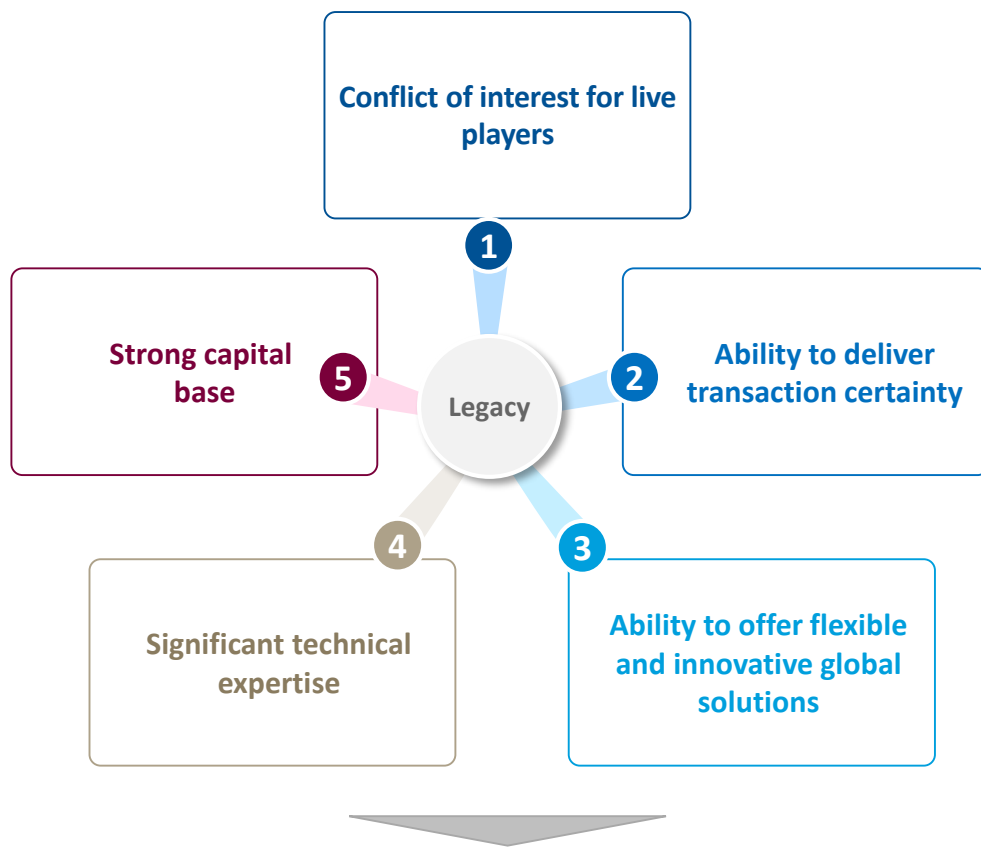 Conflict of interest for live
players
1
Strong capital
base
5
2
Ability to deliver
transaction certainty
Legacy
4
3
Significant technical
expertise
Ability to offer flexible
and innovative global
solutions